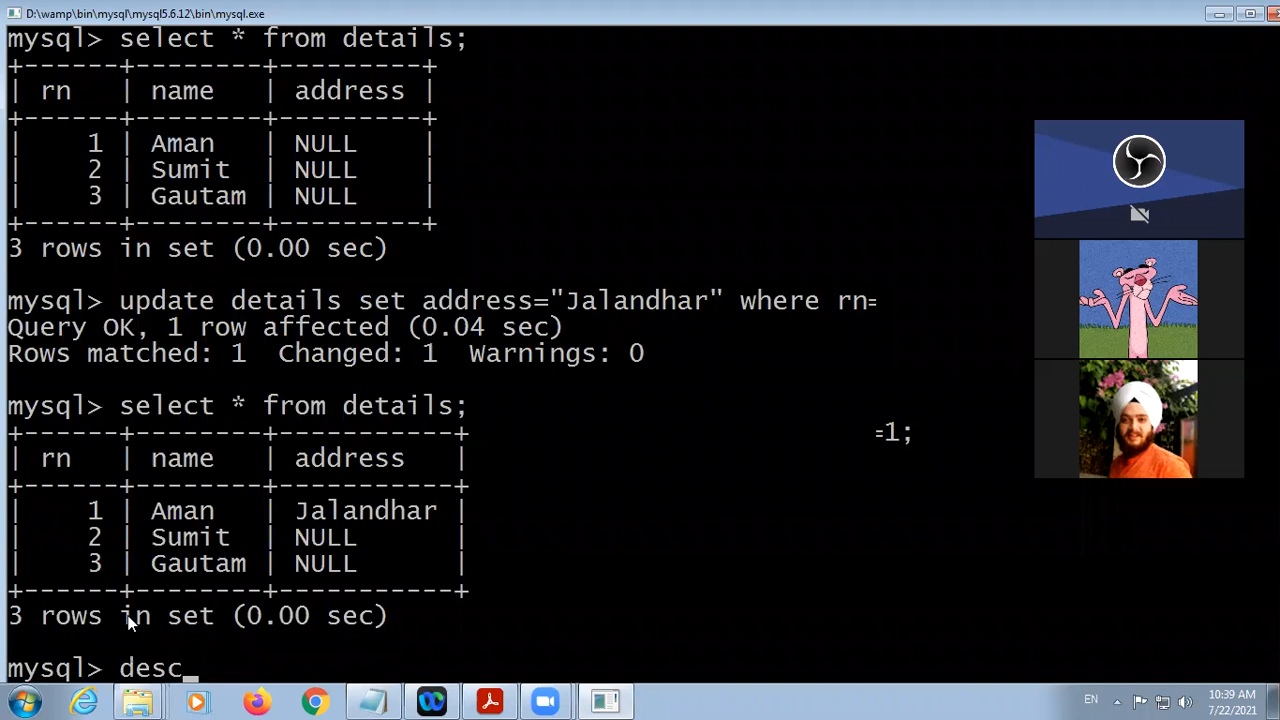 D:\wamp\bin\mysql\mysql5.6.12\bin\mysql.exe
mysql> select * from details;
+------+--------+---------+
| rn   | name   | address |
+------+--------+---------+
|    1 | Aman   | NULL    |
|    2 | Sumit  | NULL    |
|    3 | Gautam | NULL    |
+------+--------+---------+
3 rows in set (0.00 sec)
mysql> update details set address="Jalandhar" where rn=
Query OK, 1 row affected (0.04 sec)
Rows matched: 1  Changed: 1  Warnings: 0
mysql> select * from details;
=1;
+------+--------+-----------+
| rn   | name   | address   |
+------+--------+-----------+
|    1 | Aman   | Jalandhar |
|    2 | Sumit  | NULL      |
|    3 | Gautam | NULL      |
+------+--------+-----------+
3 rows in set (0.00 sec)
mysql> desc_
EN
10:39 AM
7/22/2021